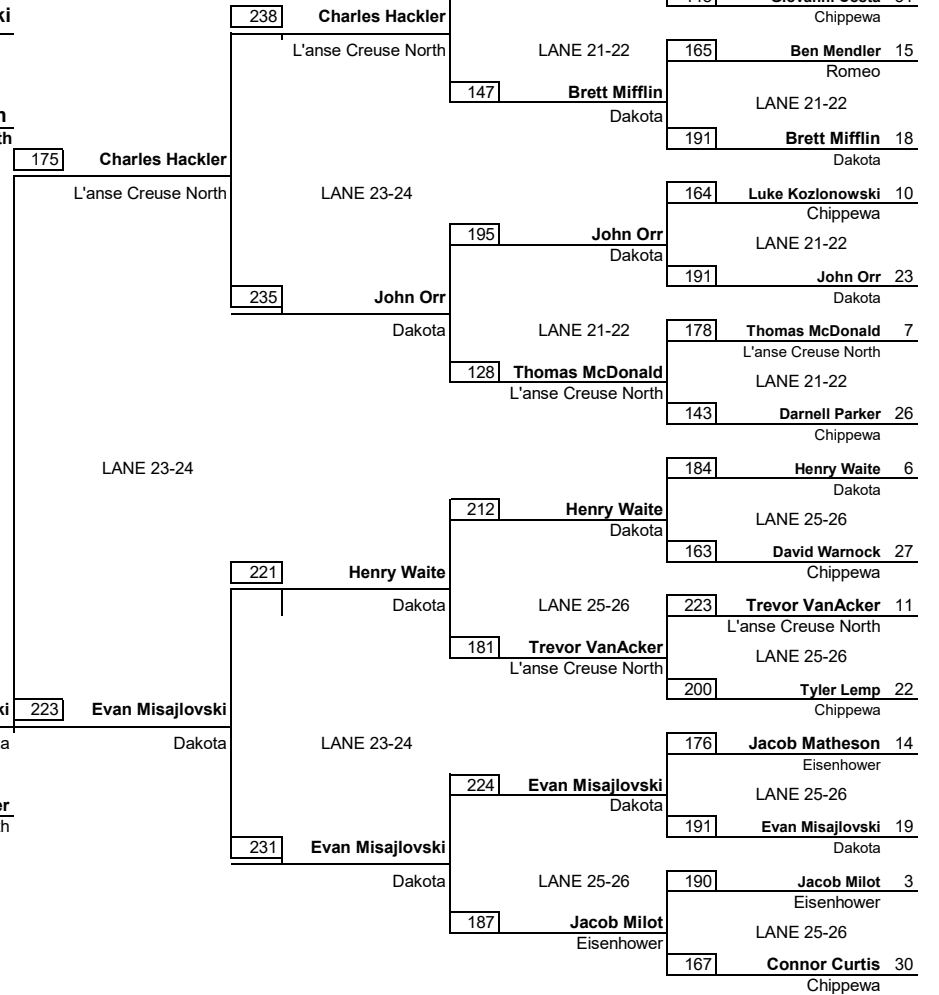 ki
238 Charles Hackler
Chippewa
L'anse Creuse North
LANE 21-22
165 Ben Mendler 15
Romeo
147 Brett Mifflin
LANE 21-22
Dakota
191 Brett Mifflin 18
th
Dakota
175 Charles Hackler
L'anse Creuse North
LANE 23-24
164 Luke Kozlonowski 10
Chippewa
195 John Orr
LANE 21-22
Dakota
191 John Orr 23
235 John Orr
Dakota
Dakota
LANE 21-22
178 Thomas McDonald 7
L'anse Creuse North
128 Thomas McDonald
LANE 21-22
L'anse Creuse North
143 Darnell Parker 26
Chippewa
LANE 23-24
184 Henry Waite 6
Dakota
212 Henry Waite
LANE 25-26
Dakota
163 David Warnock 27
221 Henry Waite
Chippewa
Dakota
LANE 25-26
223 Trevor VanAcker 11
L'anse Creuse North
181 Trevor VanAcker
LANE 25-26
L'anse Creuse North
200 Tyler Lemp 22
ki 223 Evan Misajlovski
Chippewa
a
Dakota
LANE 23-24
176 Jacob Matheson 14
Eisenhower
224 Evan Misajlovski
LANE 25-26
er
Dakota
th
191 Evan Misajlovski 19
231 Evan Misajlovski
Dakota
Dakota
LANE 25-26
190 Jacob Milot 3
Eisenhower
187 Jacob Milot
LANE 25-26
Eisenhower
167 Connor Curtis 30
Chippewa